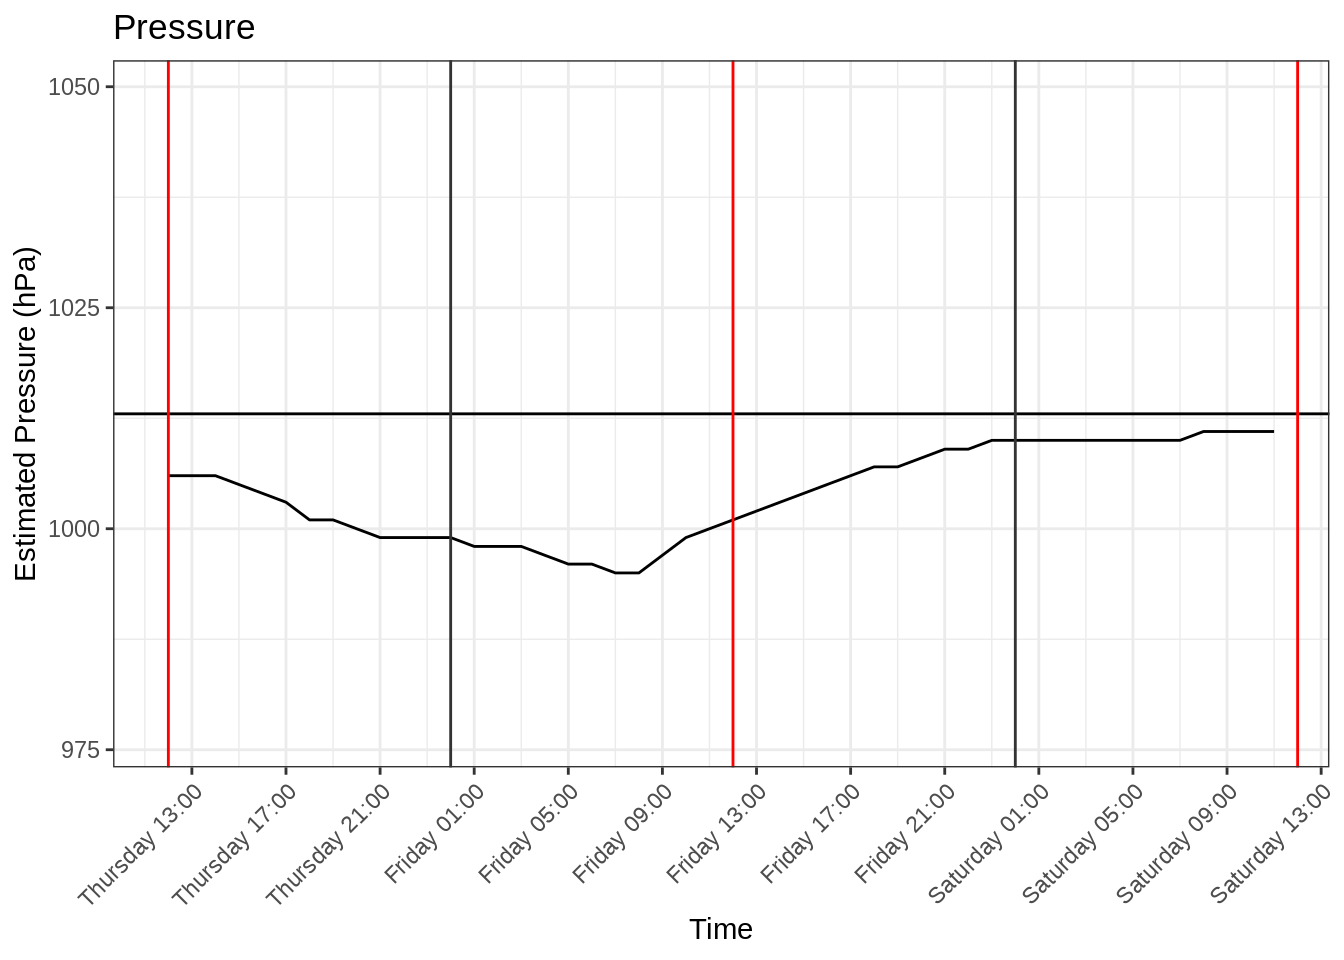 Pressure
1050
1025
1000
975
Estimated Pressure (hPa)
Thursday 13:00
Thursday 17:00
Thursday 21:00
Friday 01:00
Friday 05:00
Friday 09:00
Friday 13:00
Friday 17:00
Friday 21:00
Saturday 01:00
Saturday 05:00
Saturday 09:00
Saturday 13:00
Time